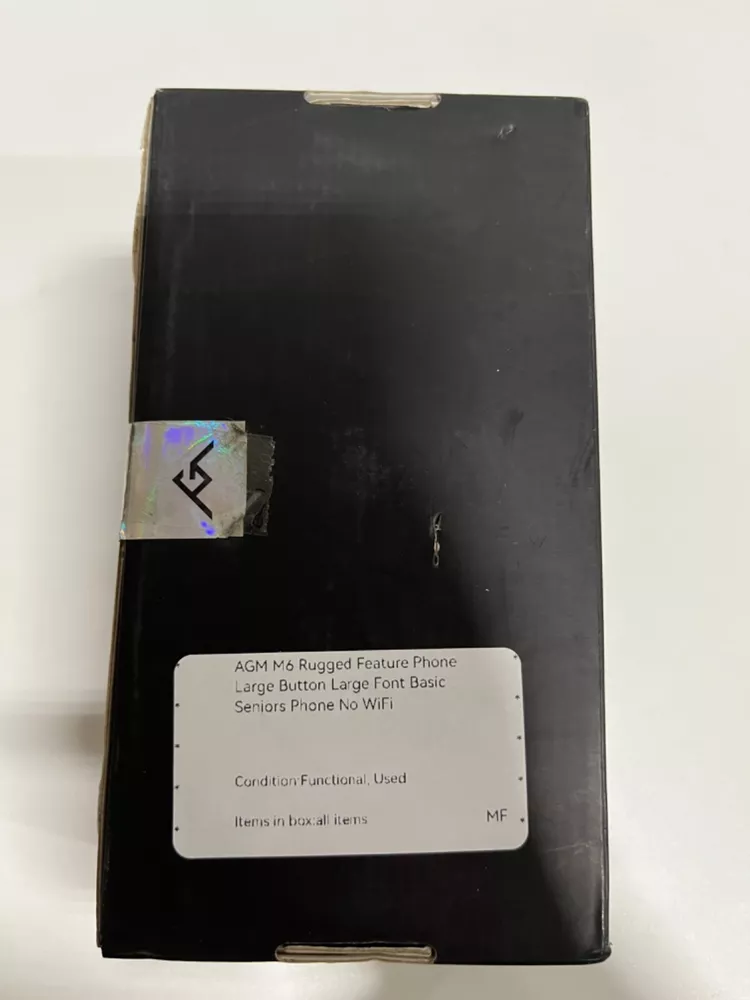 AGM M6 Rugged Feature Phone
Large Button Large Font Basic
Seniors Phone No WiFi
Condition:Functional, Used
Items in box:all items
MF